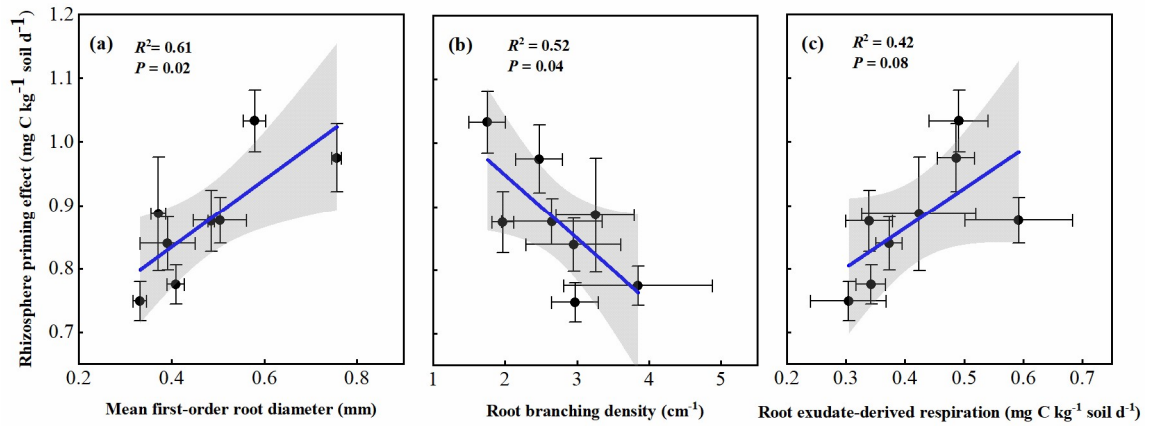 Rhizosphere priming effect (mg C kg⁻¹ soil d⁻¹)
1.2
1.1
1.0
0.9
0.8
0.7
(a)
R²= 0.61
P = 0.02
0.2 0.4 0.6 0.8
Mean first-order root diameter (mm)
(b)
R² = 0.52
P = 0.04
1 2 3 4 5
Root branching density (cm⁻¹)
(c)
R² = 0.42
P = 0.08
0.2 0.3 0.4 0.5 0.6 0.7
Root exudate-derived respiration (mg C kg⁻¹ soil d⁻¹)